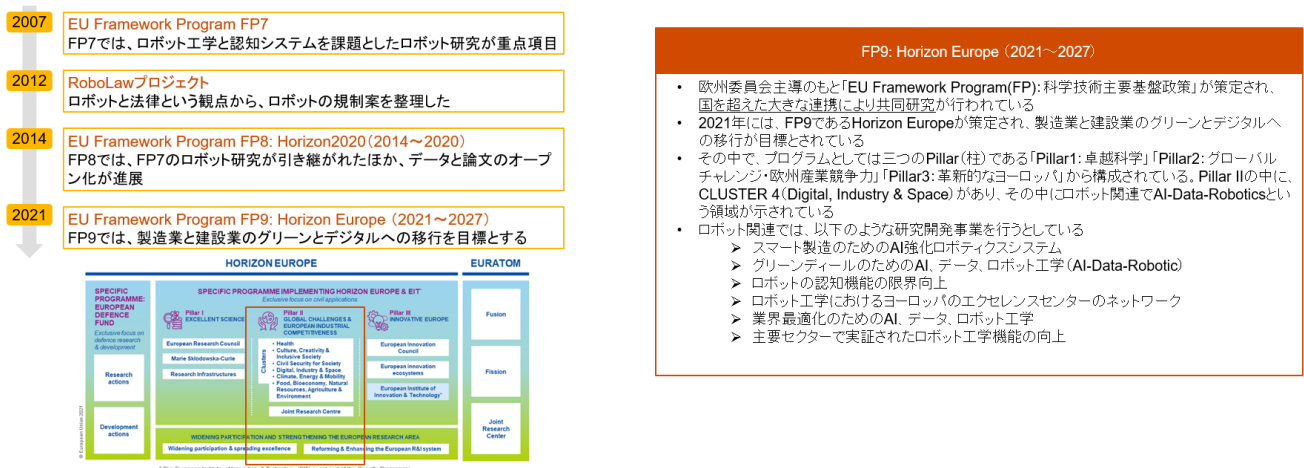 2007
EU Framework Program FP7
FP7では、ロボット工学と認知システムを課題としたロボット研究が重点項目
2012
RoboLawプロジェクト
ロボットと法律という観点から、ロボットの規制案を整理した
2014
EU Framework Program FP8: Horizon2020（2014～2020）
FP8では、FP7のロボット研究が引き継がれたほか、データと論文のオープ
ン化が進展
2021
EU Framework Program FP9: Horizon Europe（2021～2027）
FP9では、製造業と建設業のグリーンとデジタルへの移行を目標とする
HORIZON EUROPE
EURATOM
SPECIFIC
PROGRAMME:
EUROPEAN
DEFENCE
FUND
Exclusive focus on
defence research
& development
Research
actions
Development
actions
SPECIFIC PROGRAMME IMPLEMENTING HORIZON EUROPE & EIT*
Exclusive focus on civil applications
Pillar I
EXCELLENT SCIENCE
European Research Council
Marie Skłodowska-Curie
Research Infrastructures
Pillar II
GLOBAL CHALLENGES &
EUROPEAN INDUSTRIAL
COMPETITIVENESS
Clusters
• Health
• Culture, Creativity &
Inclusive Society
• Civil Security for Society
• Digital, Industry & Space
• Climate, Energy & Mobility
• Food, Bioeconomy, Natural
Resources, Agriculture &
Environment
Joint Research Centre
Pillar III
INNOVATIVE EUROPE
European Innovation
Council
European innovation
ecosystems
European Institute of
Innovation & Technology*
WIDENING PARTICIPATION AND STRENGTHENING THE EUROPEAN RESEARCH AREA
Widening participation & spreading excellence
Reforming & Enhancing the European R&I system
Fusion
Fission
Joint
Research
Center
© European Union 2021
FP9: Horizon Europe（2021～2027）
• 欧州委員会主導のもと「EU Framework Program(FP)：科学技術主要基盤政策」が策定され、
国を超えた大きな連携により共同研究が行われている
• 2021年には、FP9であるHorizon Europeが策定され、製造業と建設業のグリーンとデジタルへ
の移行が目標とされている
• その中で、プログラムとしては三つのPillar（柱）である「Pillar1：卓越科学」「Pillar2：グローバル
チャレンジ・欧州産業競争力」「Pillar3：革新的なヨーロッパ」から構成されている。Pillar IIの中に、
CLUSTER 4（Digital, Industry & Space）があり、その中にロボット関連でAI-Data-Roboticsとい
う領域が示されている
• ロボット関連では、以下のような研究開発事業を行うとしている
➢ スマート製造のためのAI強化ロボティクスシステム
➢ グリーンディールのためのAI、データ、ロボット工学（AI-Data-Robotic）
➢ ロボットの認知機能の限界向上
➢ ロボット工学におけるヨーロッパのエクセレンスセンターのネットワーク
➢ 業界最適化のためのAI、データ、ロボット工学
➢ 主要セクターで実証されたロボット工学機能の向上